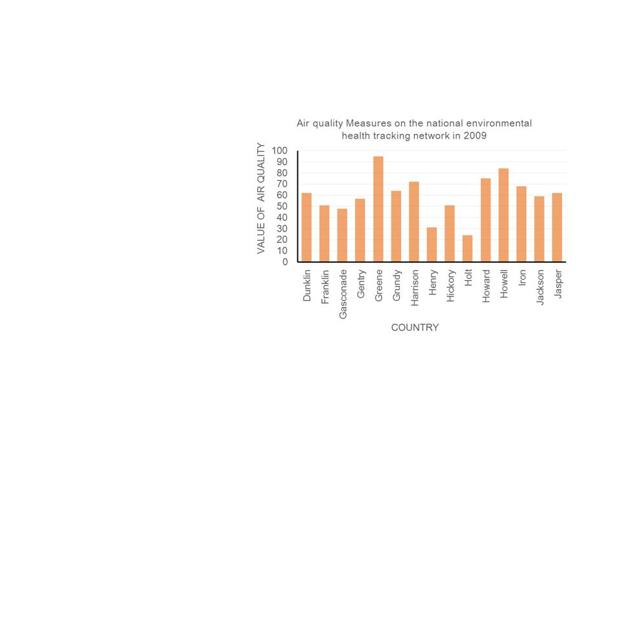 Air quality Measures on the national environmental
health tracking network in 2009
VALUE OF AIR QUALITY
100
90
80
70
60
50
40
30
20
10
0
Dunklin
Franklin
Gasconade
Gentry
Greene
Grundy
Harrison
Henry
Hickory
Holt
Howard
Howell
Iron
Jackson
Jasper
COUNTRY